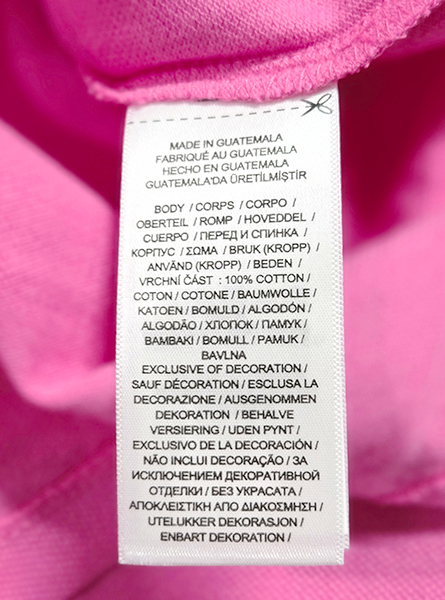 MADE IN GUATEMALA
FABRIQUÉ AU GUATEMALA
HECHO EN GUATEMALA
GUATEMALA'DA ÜRETİLMİŞTİR
BODY / CORPS / CORPO /
OBERTEIL / ROMP / HOVEDDEL /
CUERPO / ПЕРЕД И СПИНКА /
КОРПУС / ΣΩΜΑ / BRUK (KROPP) /
ANVÄND (KROPP) / BEDEN /
VRCHNÍ ČÁST : 100% COTTON /
COTON / COTONE / BAUMWOLLE /
KATOEN / BOMULD / ALGODÓN /
ALGODÃO / ХЛОПОК / ПАМУК /
ΒΑΜΒΑΚΙ / BOMULL / PAMUK /
BAVLNA
EXCLUSIVE OF DECORATION /
SAUF DÉCORATION / ESCLUSA LA
DECORAZIONE / AUSGENOMMEN
DEKORATION / BEHALVE
VERSIERING / UDEN PYNT /
EXCLUSIVO DE LA DECORACIÓN /
NÃO INCLUI DECORAÇÃO / ЗА
ИСКЛЮЧЕНИЕМ ДЕКОРАТИВНОЙ
ОТДЕЛКИ / БЕЗ УКРАСАТА /
ΑΠΟΚΛΕΙΣΤΙΚΗ ΑΠΟ ΔΙΑΚΟΣΜΗΣΗ /
UTELUKKER DEKORASJON /
ENBART DEKORATION /